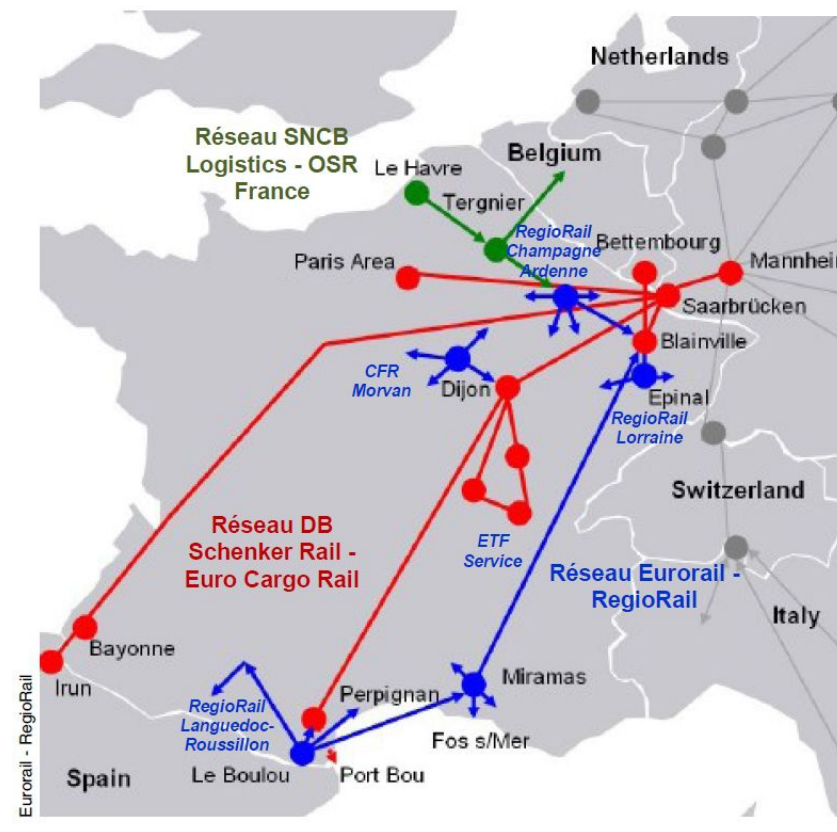 Netherlands
Réseau SNCB
Logistics - OSR
France
Belgium
Le Havre
Tergnier
RegioRail
Champagne
Ardenne
Bettembourg
Paris Area
Mannhei
Saarbrücken
Blainville
CFR
Morvan
Dijon
Epinal
RegioRail
Lorraine
Switzerland
Réseau DB
Schenker Rail -
Euro Cargo Rail
ETF
Service
Réseau Eurorail -
RegioRail
Italy
Bayonne
Irun
Miramas
Perpignan
RegioRail
Languedoc-
Roussillon
Fos s/Mer
Spain
Le Boulou
Port Bou
Eurorail - RegioRail